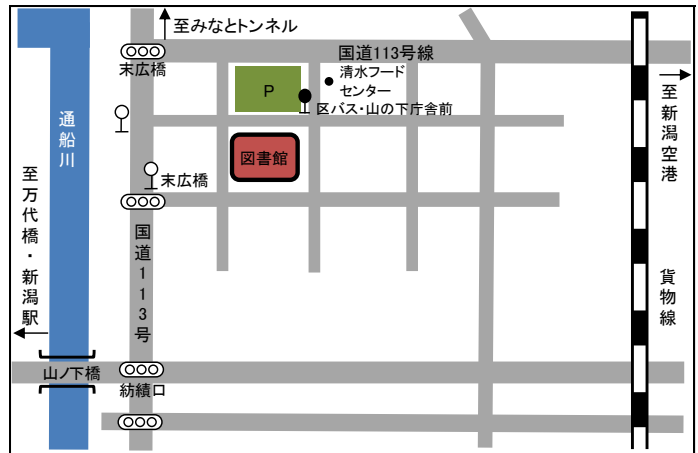 至みなとトンネル
国道113号線
末広橋
清水フード
センター
P
区バス・山の下庁舎前
至新潟空港
通船川
図書館
末広橋
至万代橋・新潟駅
国道113号
貨物線
山ノ下橋
紡績口